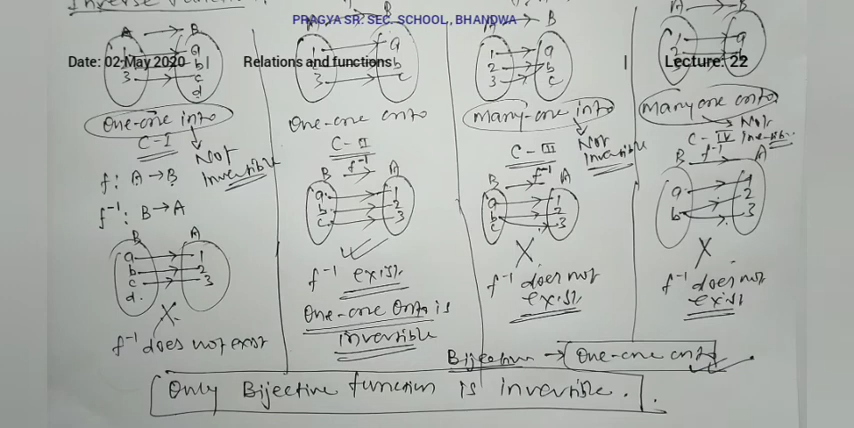 Inverse Function
PRAGYA SR. SEC. SCHOOL, BHANDWA
Date: 02-May 2020
Relations and functions
Lecture: 22
A → B
1
3
a
b
c
d
One-one into
C-I
Not
Invertible
f: A→B
f⁻¹: B→A
B A
a 1
b 2
c 3
d.
X
f⁻¹ does not exist
B
1
3
a
b
c
One-one onto
C-II
f⁻¹
B → A
a 1
b 2
c 3
f⁻¹ exist.
One-one Onto is
invertible
A → B
1 a
2 b
3 c
Many-one into
C-III
Not
Invertible
B f⁻¹ A
a 1
b 2
c 3
X
f⁻¹ does not
exist.
A → B
1 a
2 b
Many one onto
Not
C-IV
B f⁻¹ A
a 1
b 2
3
X
f⁻¹ does not
exist
Bijection → One-one onto
Only Bijective function is invertible.